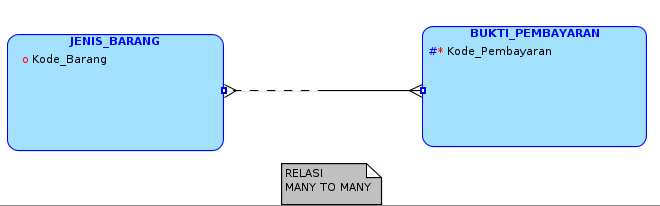 JENIS_BARANG
o Kode_Barang
BUKTI_PEMBAYARAN
#* Kode_Pembayaran
RELASI
MANY TO MANY